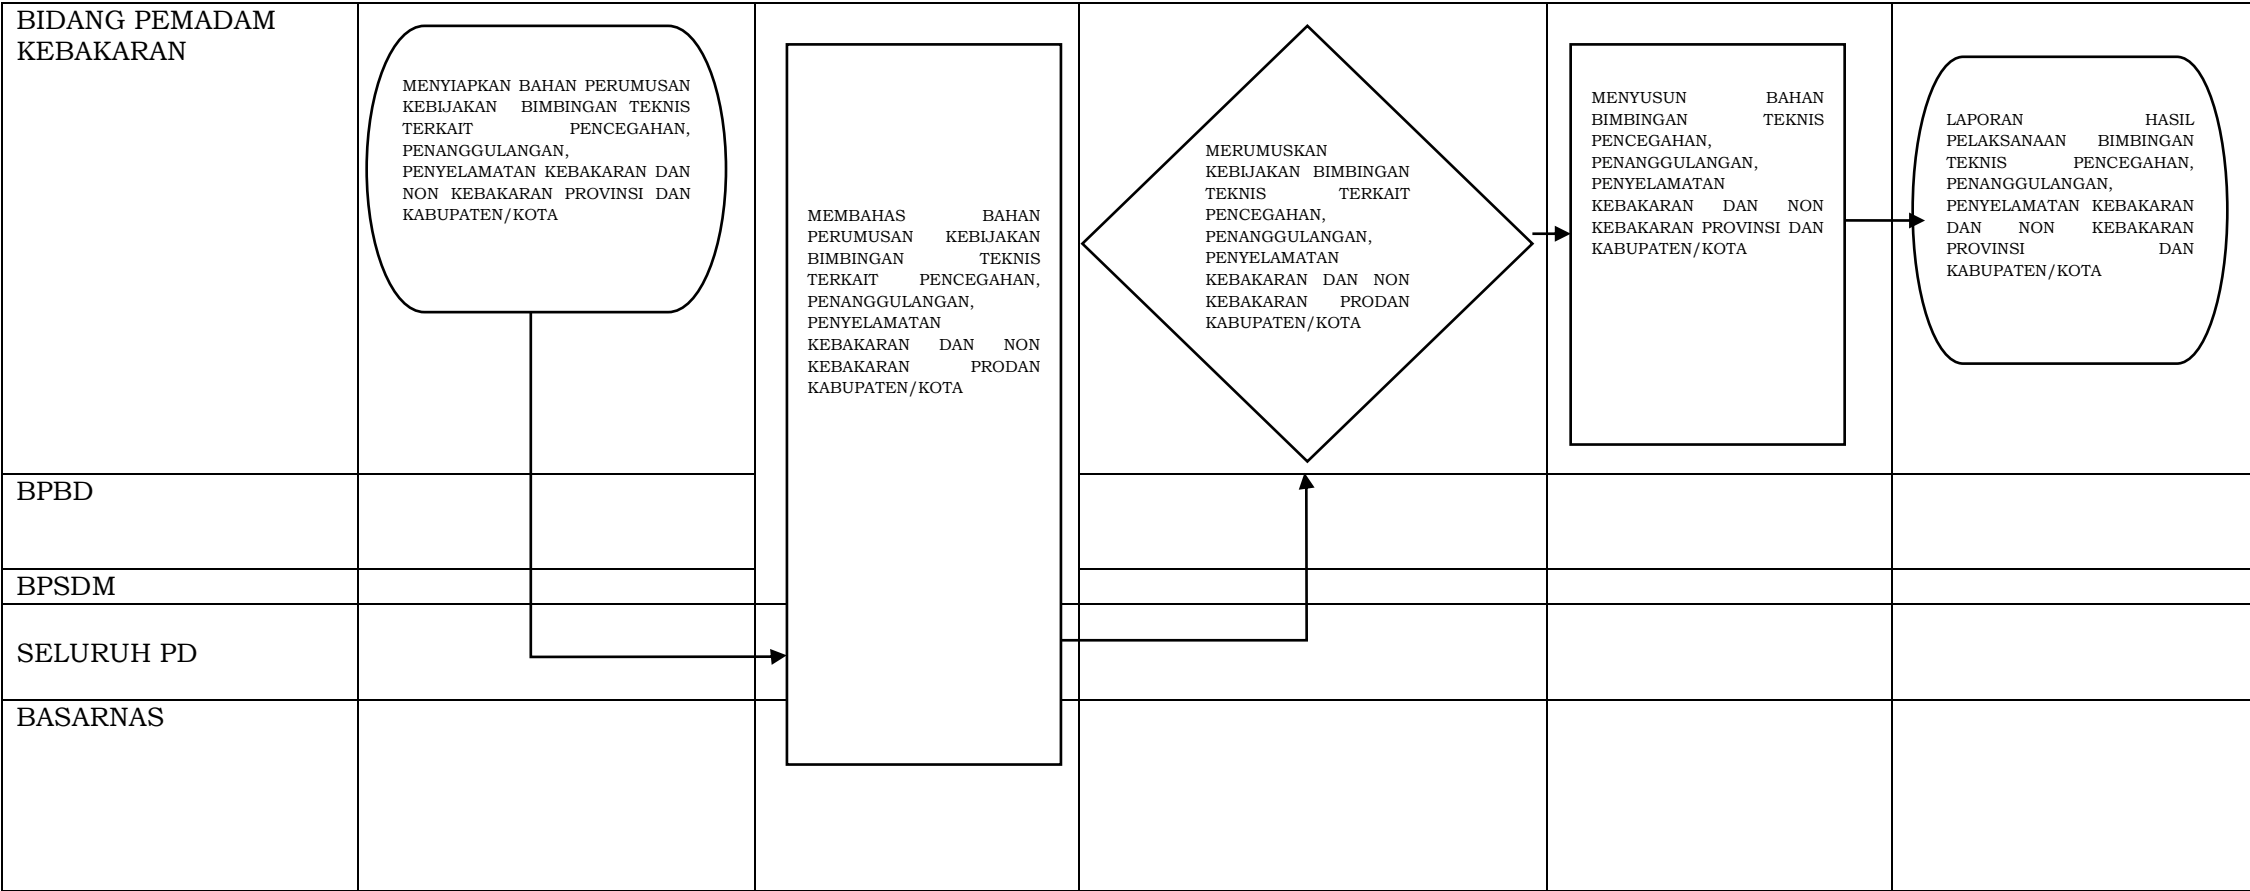 BIDANG PEMADAM
KEBAKARAN
MENYIAPKAN BAHAN PERUMUSAN
KEBIJAKAN BIMBINGAN TEKNIS
TERKAIT PENCEGAHAN,
PENANGGULANGAN,
PENYELAMATAN KEBAKARAN DAN
NON KEBAKARAN PROVINSI DAN
KABUPATEN/KOTA
MEMBAHAS BAHAN
PERUMUSAN KEBIJAKAN
BIMBINGAN TEKNIS
TERKAIT PENCEGAHAN,
PENANGGULANGAN,
PENYELAMATAN
KEBAKARAN DAN NON
KEBAKARAN PRODAN
KABUPATEN/KOTA
MERUMUSKAN
KEBIJAKAN BIMBINGAN
TEKNIS TERKAIT
PENCEGAHAN,
PENANGGULANGAN,
PENYELAMATAN
KEBAKARAN DAN NON
KEBAKARAN PRODAN
KABUPATEN/KOTA
MENYUSUN BAHAN
BIMBINGAN TEKNIS
PENCEGAHAN,
PENANGGULANGAN,
PENYELAMATAN
KEBAKARAN DAN NON
KEBAKARAN PROVINSI DAN
KABUPATEN/KOTA
LAPORAN HASIL
PELAKSANAAN BIMBINGAN
TEKNIS PENCEGAHAN,
PENANGGULANGAN,
PENYELAMATAN KEBAKARAN
DAN NON KEBAKARAN
PROVINSI DAN
KABUPATEN/KOTA
BPBD
BPSDM
SELURUH PD
BASARNAS